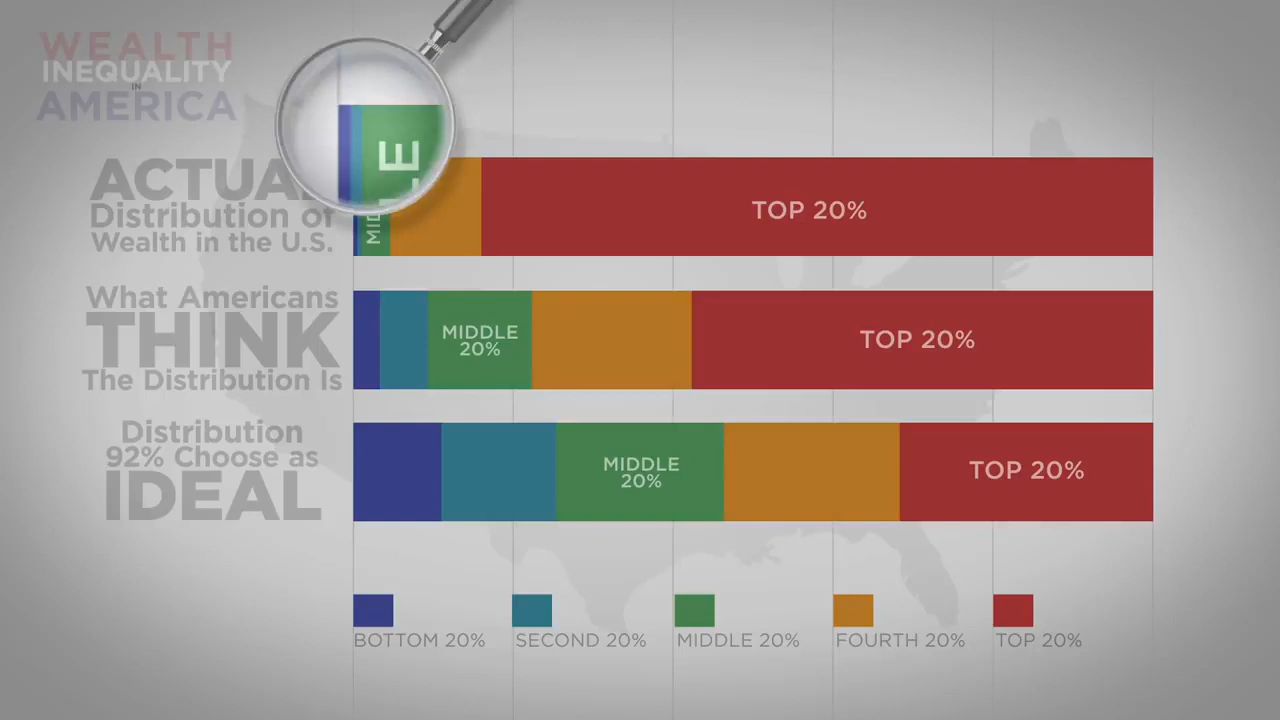 WEALTH
INEQUALITY
IN
AMERICA
ACTUAL
Distribution of
Wealth in the U.S.
TOP 20%
What Americans
THINK
The Distribution Is
MIDDLE
20%
TOP 20%
Distribution
92% Choose as
IDEAL
MIDDLE
20%
TOP 20%
BOTTOM 20%
SECOND 20%
MIDDLE 20%
FOURTH 20%
TOP 20%